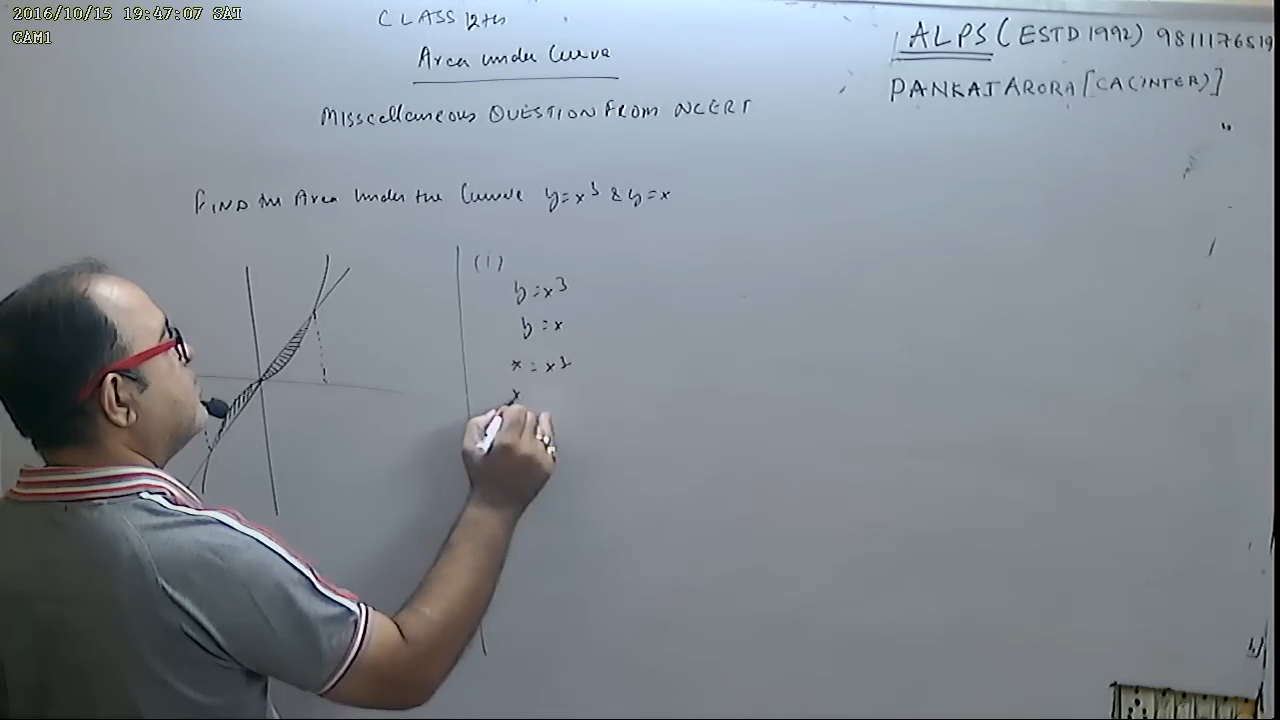 2016/10/15 19:47:07 SAT
CAM1
CLASS 12th
Area under Curve
ALPS (ESTD 1992) 9811176519
PANKAJ ARORA [CA(INTER)]
MISScellaneous QUESTION FROM NCERT
FIND the Area under the Curve y=x³ & y=x
(1)
y=x³
y=x
x=x³
x